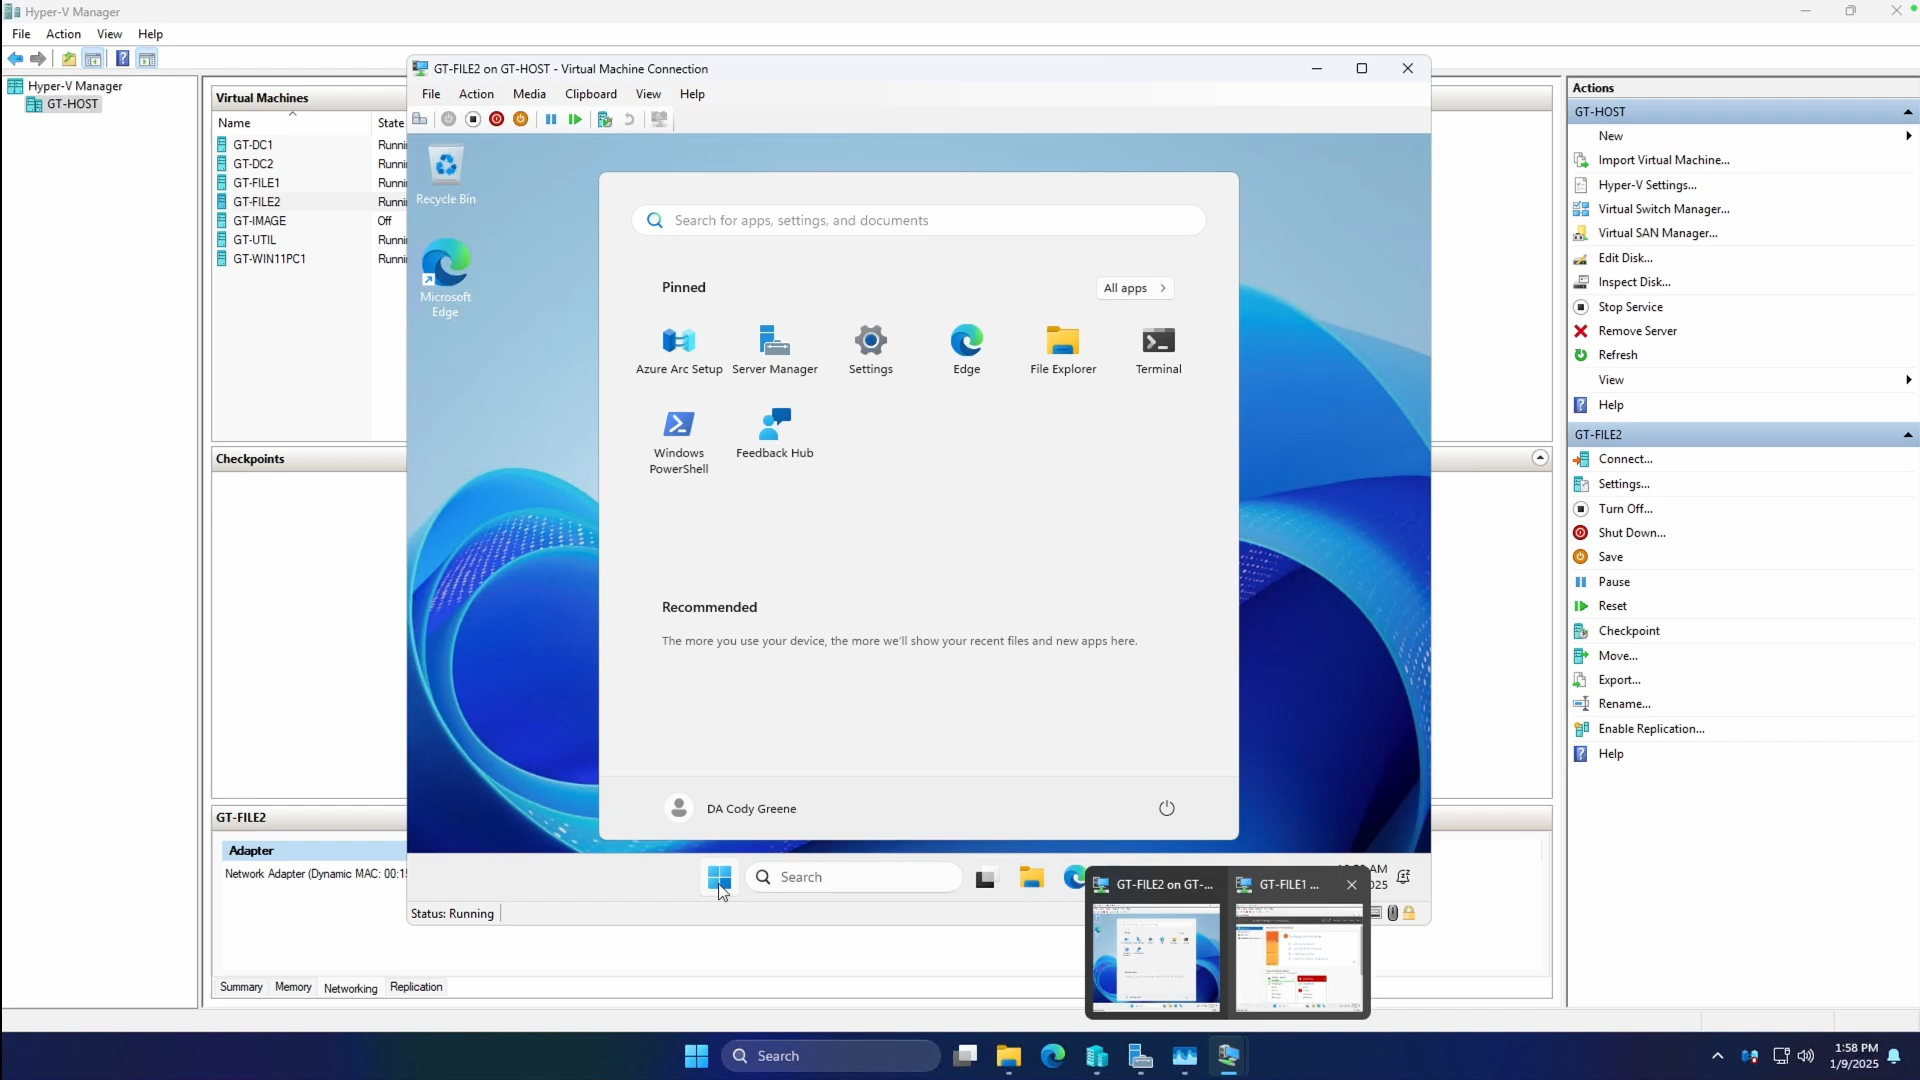 Hyper-V Manager
File Action View Help
Hyper-V Manager
GT-HOST
Virtual Machines
Name State
GT-DC1 Runni
GT-DC2 Runni
GT-FILE1 Runni
GT-FILE2 Runni
GT-IMAGE Off
GT-UTIL Runni
GT-WIN11PC1 Runni
Checkpoints
GT-FILE2
Adapter
Network Adapter (Dynamic MAC: 00:1
Summary Memory Networking Replication
GT-FILE2 on GT-HOST - Virtual Machine Connection
File Action Media Clipboard View Help
Recycle Bin
Microsoft
Edge
Search for apps, settings, and documents
Pinned
All apps
Azure Arc Setup Server Manager Settings Edge File Explorer Terminal
Windows
PowerShell
Feedback Hub
Recommended
The more you use your device, the more we'll show your recent files and new apps here.
DA Cody Greene
Search
AM
Status: Running
GT-FILE2 on GT-...
GT-FILE1 ...
Actions
GT-HOST
New
Import Virtual Machine...
Hyper-V Settings...
Virtual Switch Manager...
Virtual SAN Manager...
Edit Disk...
Inspect Disk...
Stop Service
Remove Server
Refresh
View
Help
GT-FILE2
Connect...
Settings...
Turn Off...
Shut Down...
Save
Pause
Reset
Checkpoint
Move...
Export...
Rename...
Enable Replication...
Help
Search
1:58 PM
1/9/2025